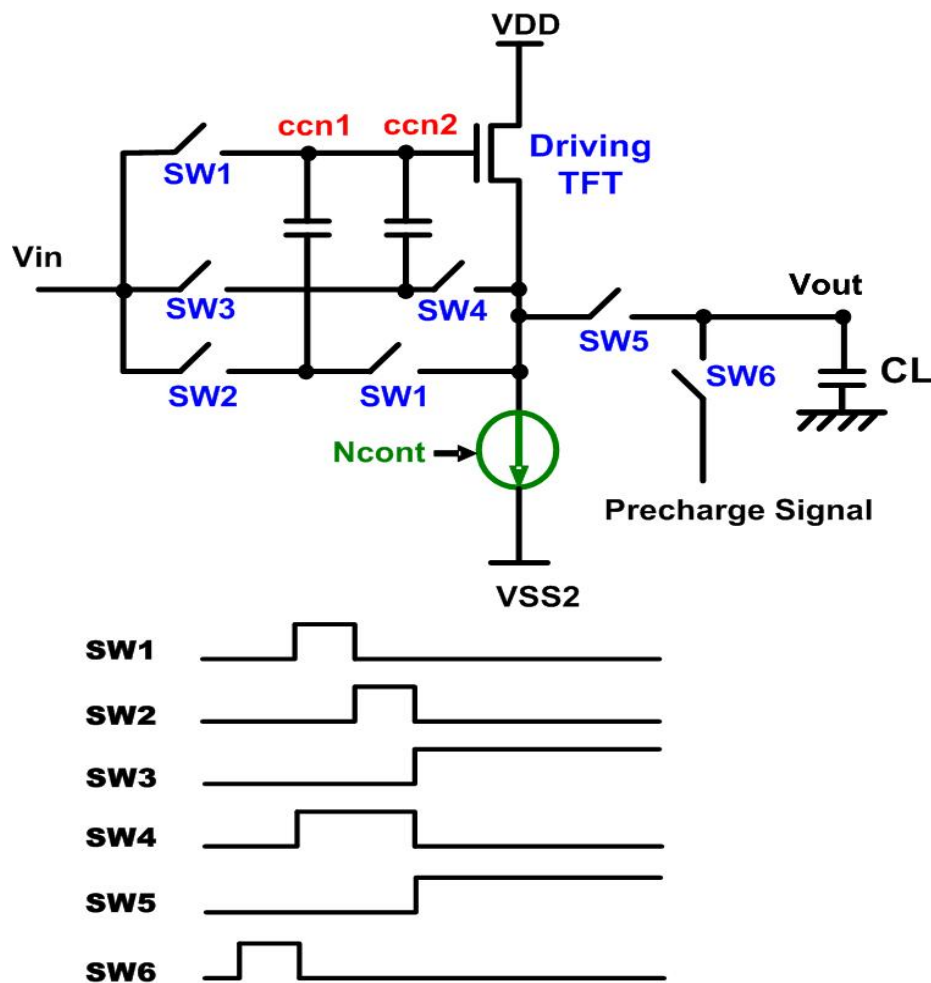 VDD
ccn1
ccn2
Driving
TFT
SW1
Vin
SW3
SW4
Vout
SW5
SW6
CL
SW2
SW1
Ncont
Precharge Signal
VSS2
SW1
SW2
SW3
SW4
SW5
SW6